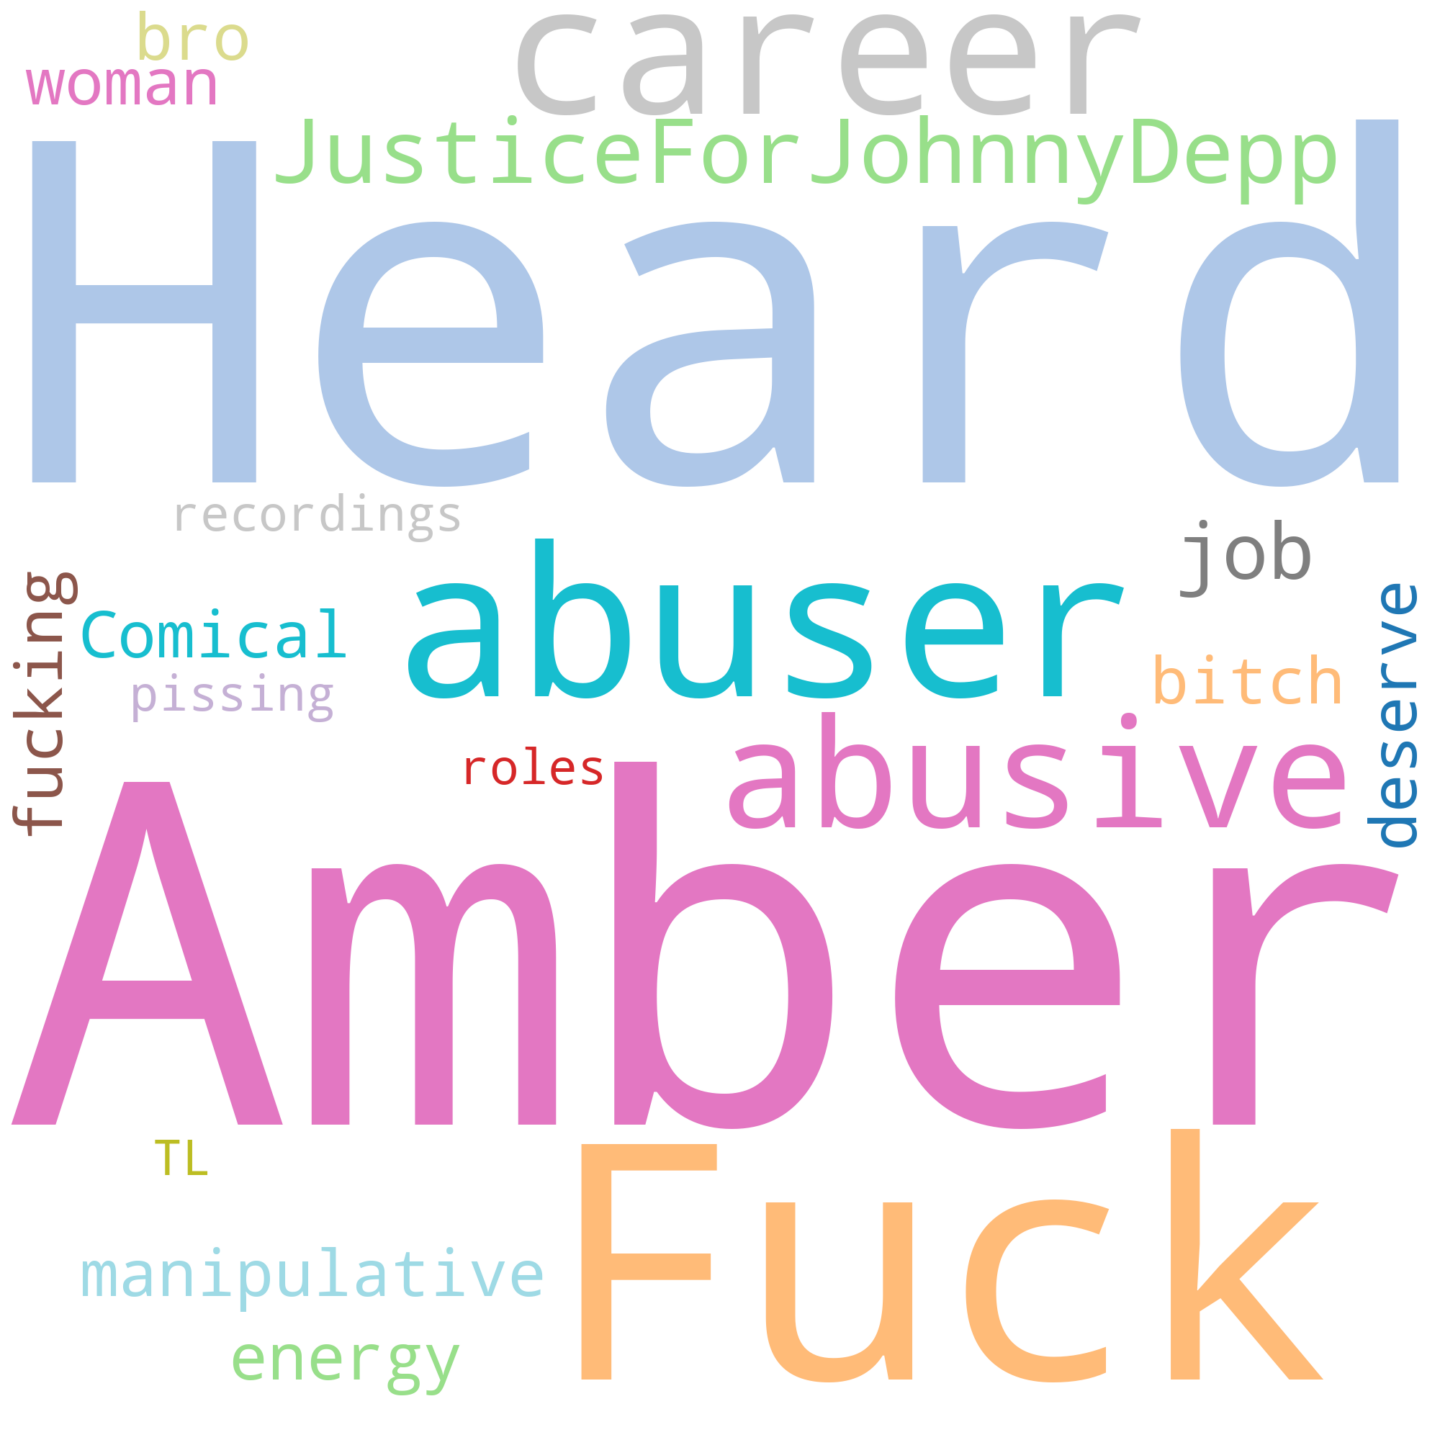 bro
career
woman
JusticeForJohnnyDepp
Heard
recordings
job
fucking
Comical
abuser
deserve
bitch
pissing
abusive
roles
Amber
TL
Fuck
manipulative
energy